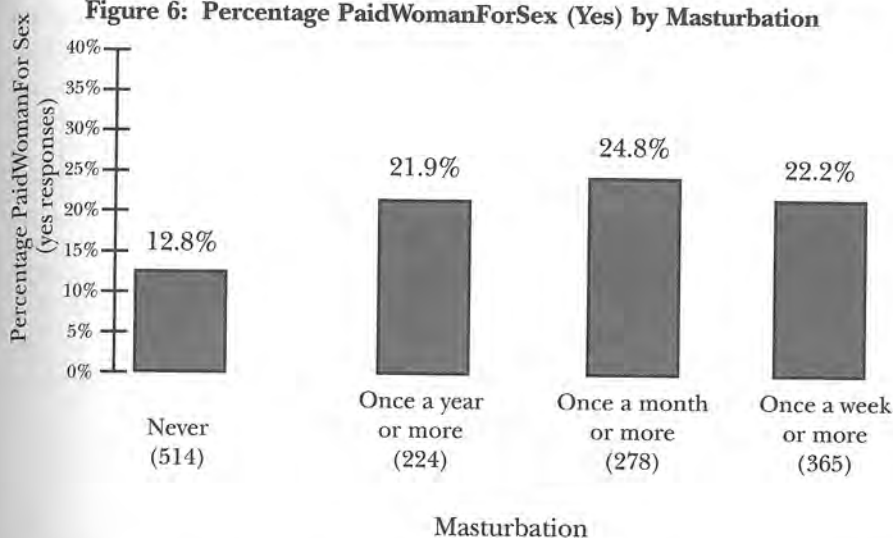 Figure 6: Percentage PaidWomanForSex (Yes) by Masturbation
Percentage PaidWomanFor Sex
(yes responses)
40%
35%
30%
25%
20%
15%
10%
5%
0%
12.8%
21.9%
24.8%
22.2%
Never
(514)
Once a year
or more
(224)
Once a month
or more
(278)
Once a week
or more
(365)
Masturbation